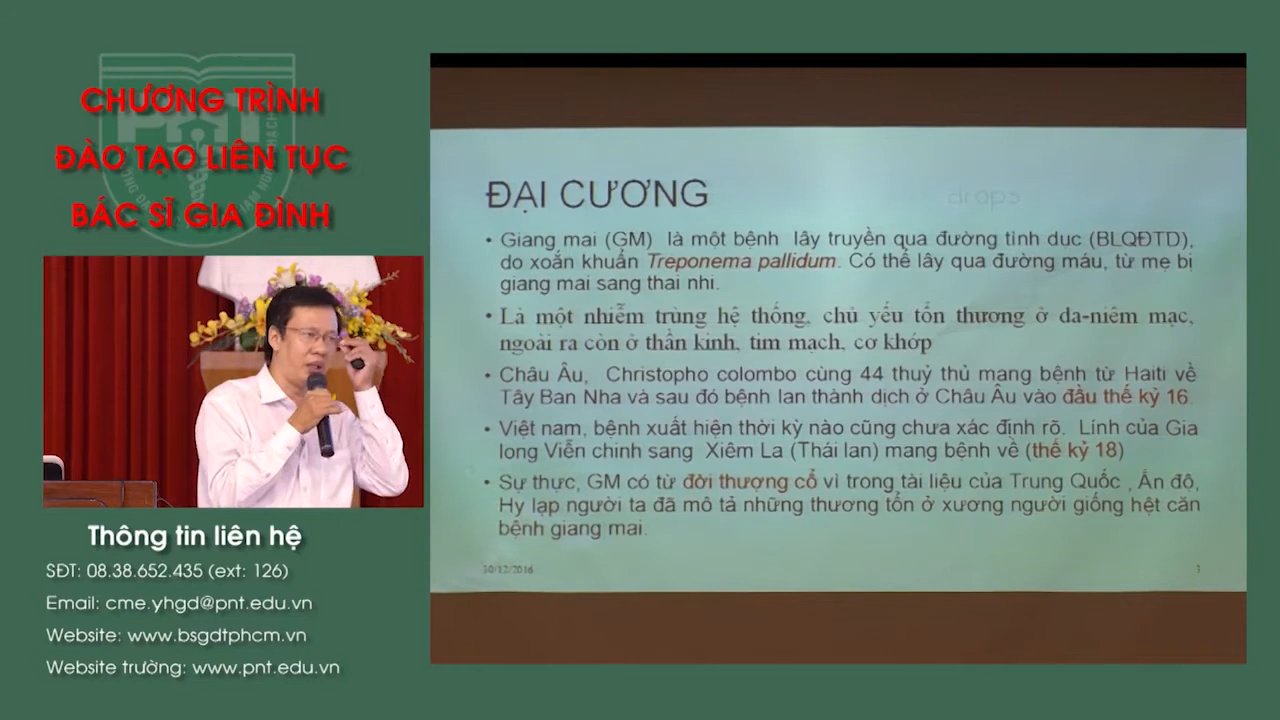 CHƯƠNG TRÌNH
ĐÀO TẠO LIÊN TỤC
BÁC SĨ GIA ĐÌNH
PNT
Thông tin liên hệ
SĐT: 08.38.652.435 (ext: 126)
Email: cme.yhgd@pnt.edu.vn
Website: www.bsgdtphcm.vn
Website trường: www.pnt.edu.vn
ĐẠI CƯƠNG
• Giang mai (GM) là một bệnh lây truyền qua đường tình dục (BLQĐTD),
do xoắn khuẩn Treponema pallidum. Có thể lây qua đường máu, từ mẹ bị
giang mai sang thai nhi.
• Là một nhiễm trùng hệ thống, chủ yếu tổn thương ở da-niêm mạc,
ngoài ra còn ở thần kinh, tim mạch, cơ khớp
• Châu Âu, Christopho colombo cùng 44 thuỷ thủ mang bệnh từ Haiti về
Tây Ban Nha và sau đó bệnh lan thành dịch ở Châu Âu vào đầu thế kỷ 16.
• Việt nam, bệnh xuất hiện thời kỳ nào cũng chưa xác định rõ. Lính của Gia
long Viễn chinh sang Xiêm La (Thái lan) mang bệnh về (thế kỷ 18)
• Sự thực, GM có từ đời thượng cổ vì trong tài liệu của Trung Quốc , Ấn độ,
Hy lạp người ta đã mô tả những thương tổn ở xương người giống hệt căn
bệnh giang mai.
30/12/2016
3